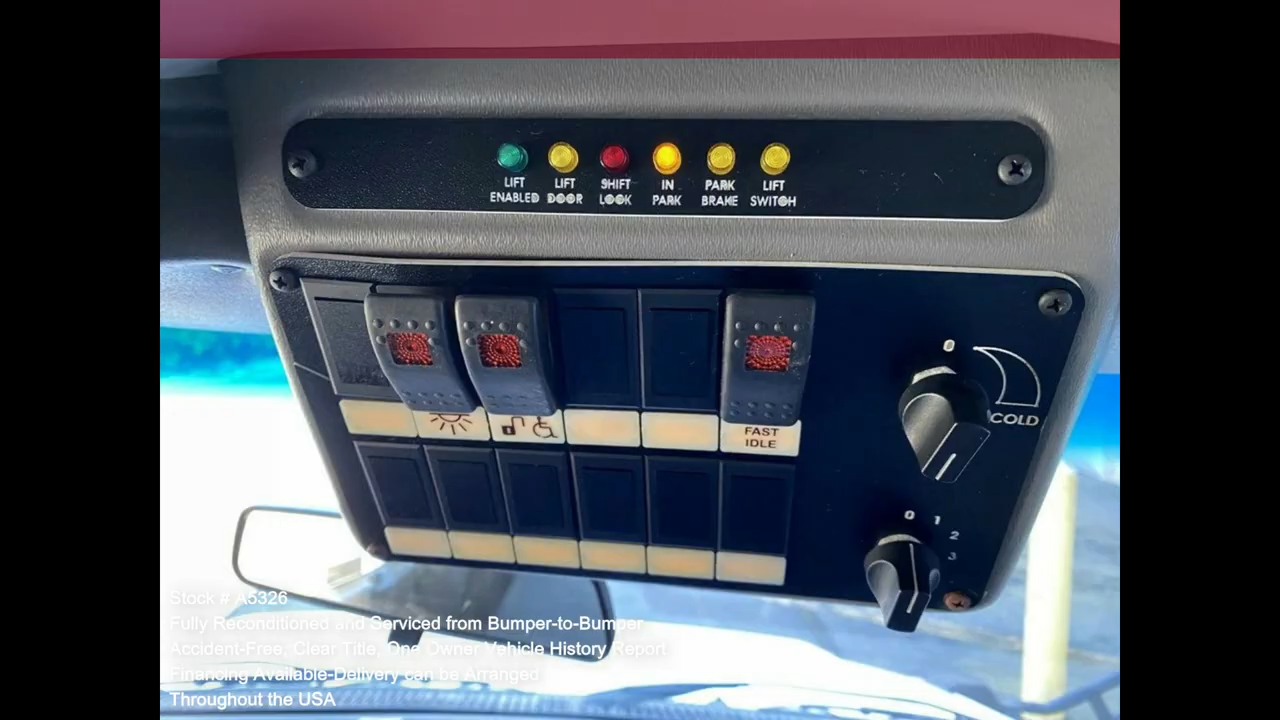 LIFT ENABLED
LIFT DOOR
SHIFT LOCK
IN PARK
PARK BRAKE
LIFT SWITCH
FAST IDLE
0
COLD
0 1 2 3
Stock # A5326
Fully Reconditioned and Serviced from Bumper-to-Bumper
Accident-Free, Clear Title, One Owner Vehicle History Report
Financing Available-Delivery can be Arranged
Throughout the USA